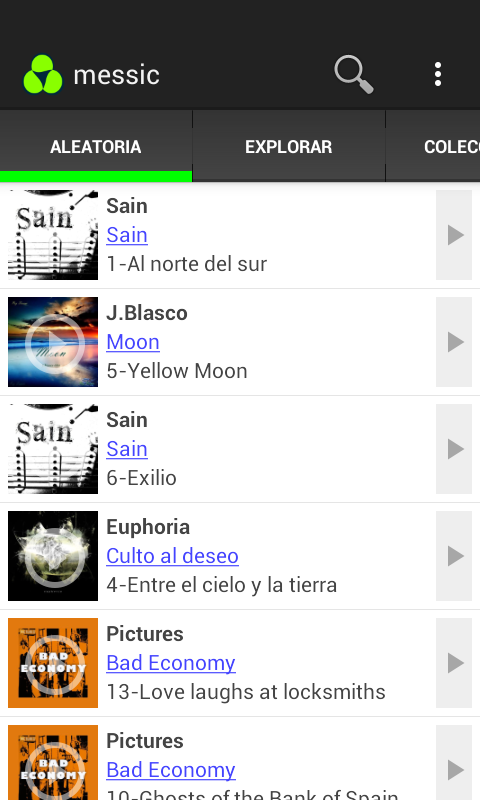 messic
ALEATORIA
EXPLORAR
COLEC
Sain
Sain
Sain
1-Al norte del sur
Moon
J.Blasco
Moon
5-Yellow Moon
Sain
Sain
Sain
6-Exilio
Euphoria
Culto al deseo
4-Entre el cielo y la tierra
BAD
ECONOMY
Pictures
Bad Economy
13-Love laughs at locksmiths
BAD
ECONOMY
Pictures
Bad Economy
10-Ghosts of the Bank of Spain